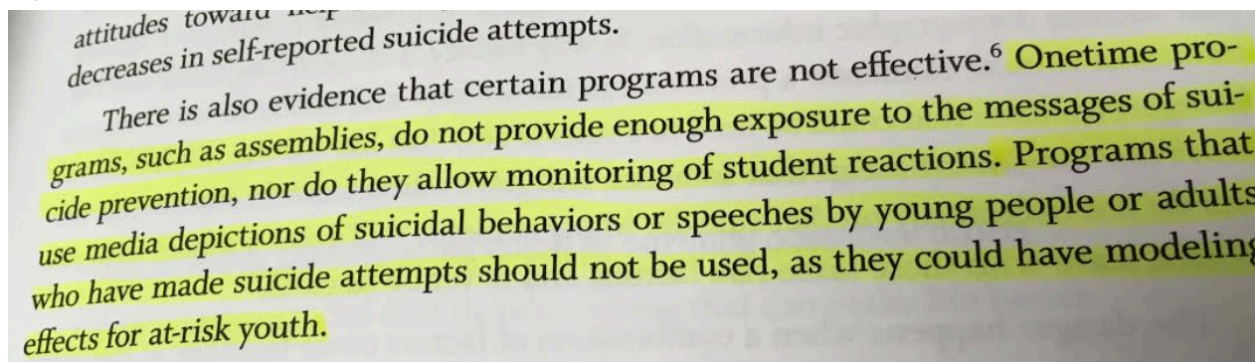 attitudes toward
decreases in self-reported suicide attempts.
There is also evidence that certain programs are not effective.6 Onetime pro-
grams, such as assemblies, do not provide enough exposure to the messages of sui-
cide prevention, nor do they allow monitoring of student reactions. Programs that
use media depictions of suicidal behaviors or speeches by young people or adults
who have made suicide attempts should not be used, as they could have modeling
effects for at-risk youth.